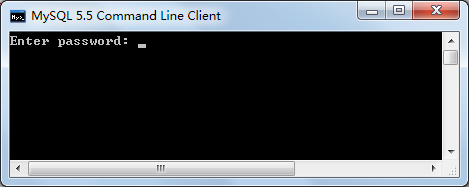 MySQL 5.5 Command Line Client
Enter password: